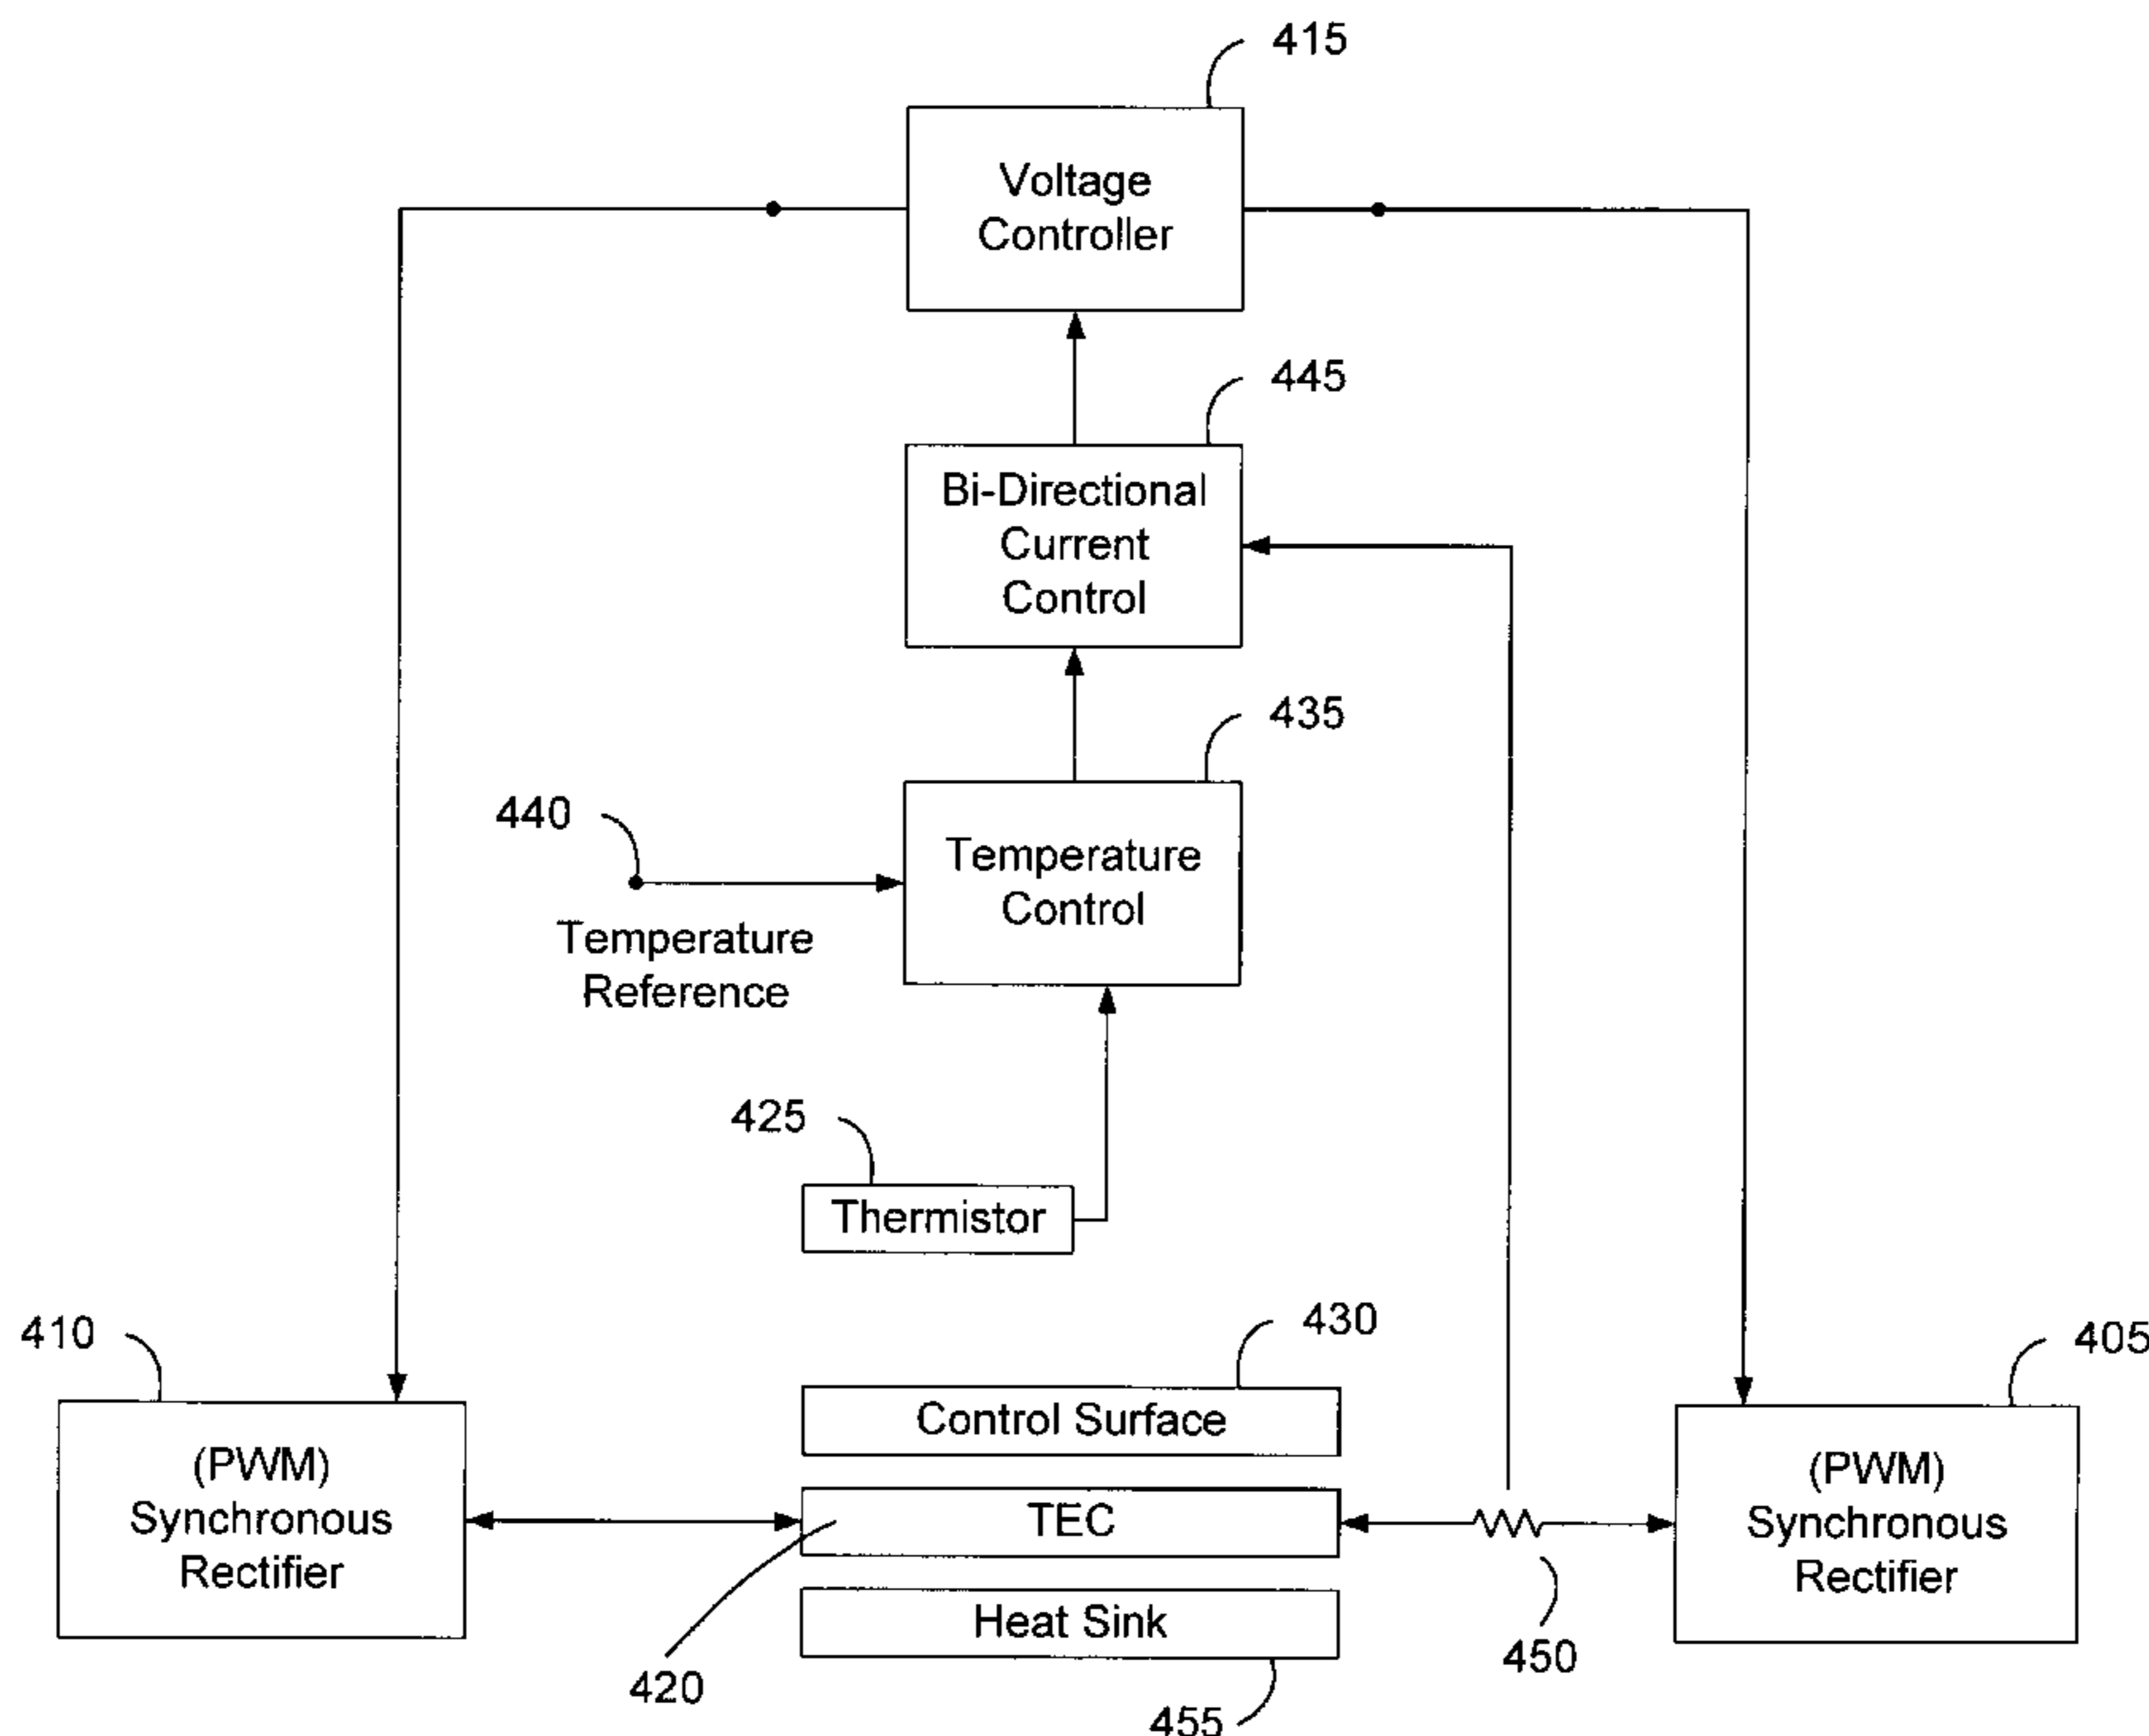 415
Voltage
Controller
445
Bi-Directional
Current
Control
435
440
Temperature
Control
Temperature
Reference
425
Thermistor
410
430
405
Control Surface
(PWM)
Synchronous
Rectifier
TEC
(PWM)
Synchronous
Rectifier
Heat Sink
420
450
455